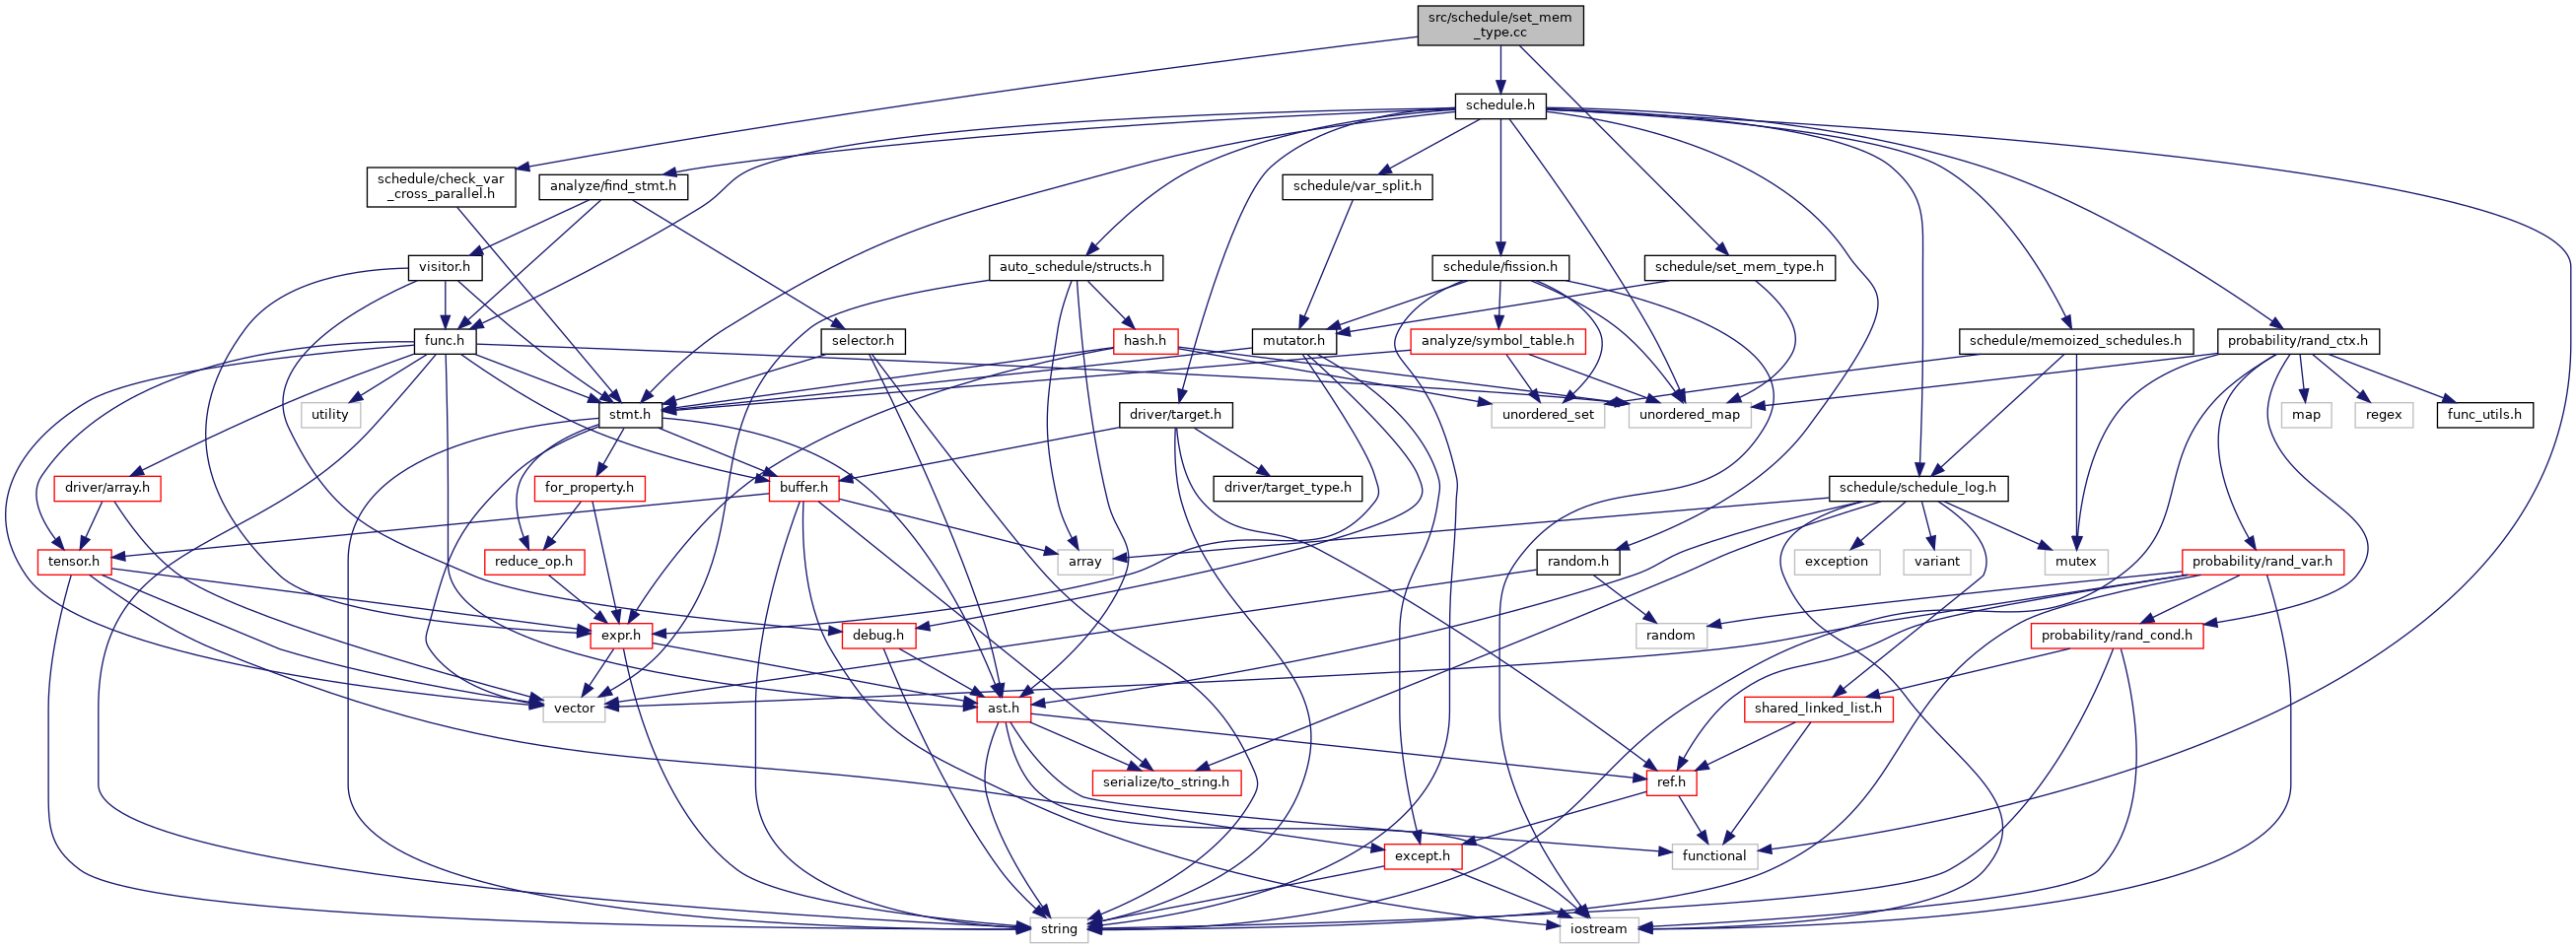 src/schedule/set_mem
_type.cc
schedule.h
schedule/check_var
_cross_parallel.h
analyze/find_stmt.h
schedule/var_split.h
visitor.h
auto_schedule/structs.h
schedule/fission.h
schedule/set_mem_type.h
func.h
selector.h
hash.h
mutator.h
analyze/symbol_table.h
schedule/memoized_schedules.h
probability/rand_ctx.h
utility
stmt.h
driver/target.h
unordered_set
unordered_map
map
regex
func_utils.h
driver/array.h
for_property.h
buffer.h
driver/target_type.h
schedule/schedule_log.h
tensor.h
reduce_op.h
array
random.h
exception
variant
mutex
probability/rand_var.h
expr.h
debug.h
random
probability/rand_cond.h
vector
ast.h
shared_linked_list.h
serialize/to_string.h
ref.h
except.h
functional
string
iostream